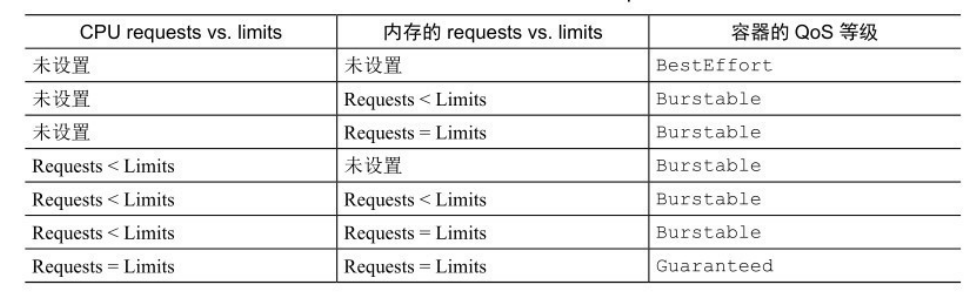 CPU requests vs. limits 内存的 requests vs. limits 容器的 QoS 等级
未设置 未设置 BestEffort
未设置 Requests < Limits Burstable
未设置 Requests = Limits Burstable
Requests < Limits 未设置 Burstable
Requests < Limits Requests < Limits Burstable
Requests < Limits Requests = Limits Burstable
Requests = Limits Requests = Limits Guaranteed